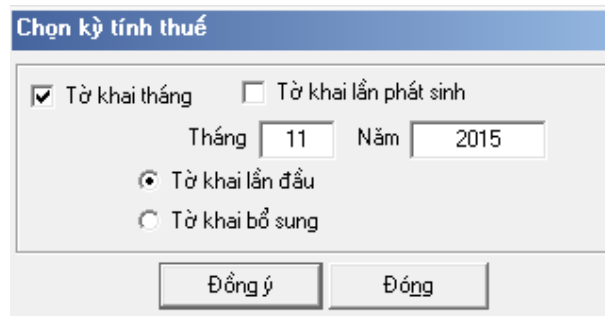 Chọn kỳ tính thuế
Tờ khai tháng Tờ khai lần phát sinh
Tháng 11 Năm 2015
Tờ khai lần đầu
Tờ khai bổ sung
Đồng ý Đóng